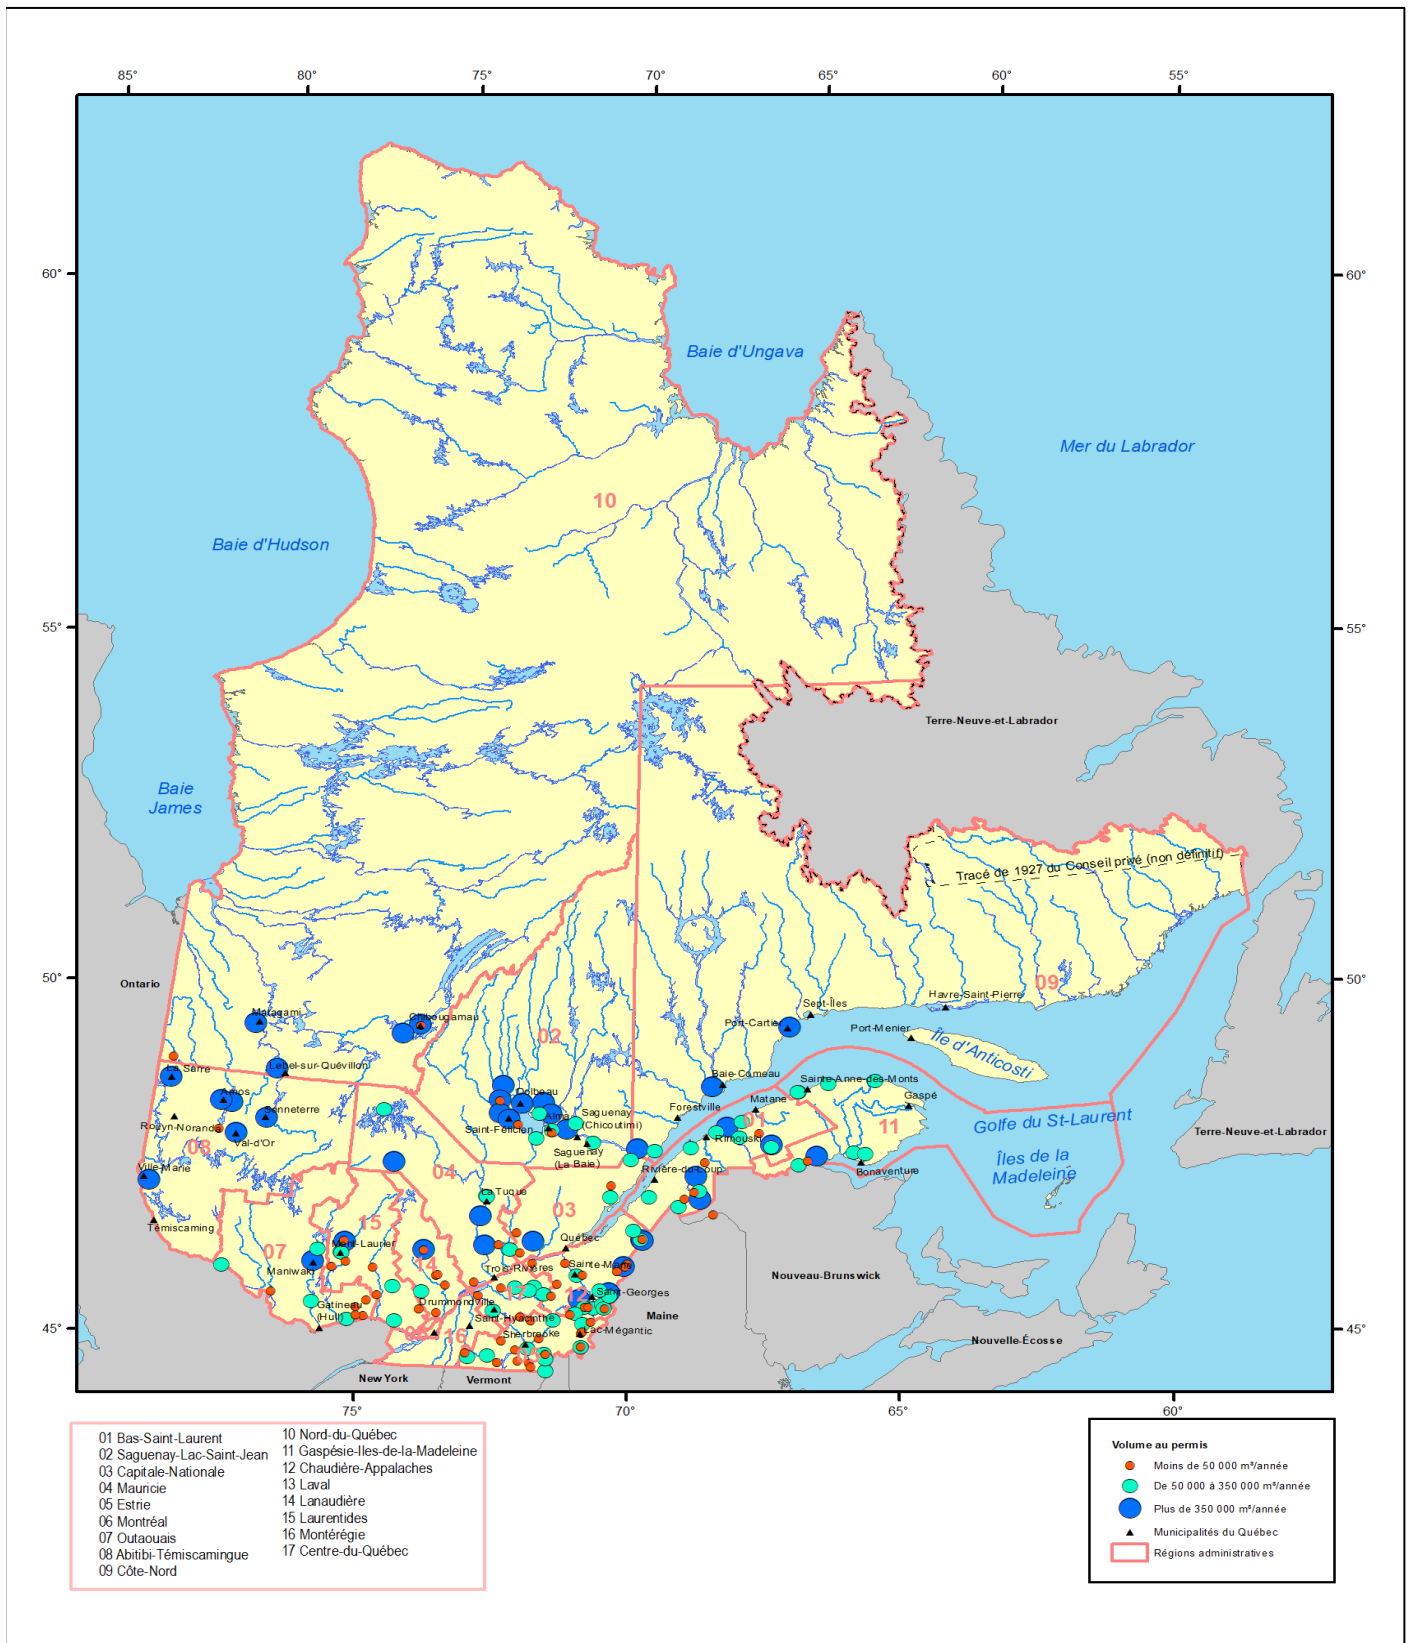 85° 80° 75° 70° 65° 60° 55°
60° 60°
Baie d'Ungava
Mer du Labrador
10
Baie d'Hudson
55° 55°
Terre-Neuve-et-Labrador
Baie
James
Tracé de 1927 du Conseil privé (non définitif)
50° 50°
Ontario
09
Havre-Saint-Pierre
Sept-Îles
Port-Cartier
Port-Menier
Matagami
Chibougamau
02
Île d'Anticosti
La Sarre
Lebel-sur-Quévillon
Baie-Comeau
Sainte-Anne-des-Monts
Amos
Dolbeau
Matane
Gaspé
Senneterre
Forestville
Alma
Saguenay
(Chicoutimi)
01
Golfe du St-Laurent
Rouyn-Noranda
Saint-Félicien
11
Terre-Neuve-et-Labrador
Val-d'Or
Rimouski
08
Saguenay
(La Baie)
Îles de la
Madeleine
Ville-Marie
04
Rivière-du-Loup
Bonaventure
La Tuque
03
Témiscaming
15
Québec
Mont-Laurier
07
14
Maniwaki
Trois-Rivières
Sainte-Marie
Nouveau-Brunswick
17
12
Saint-Georges
Gatineau
(Hull)
Drummondville
Maine
Saint-Hyacinthe
06
16
Sherbrooke
Lac-Mégantic
45° 45°
Nouvelle-Écosse
05
New York
Vermont
75° 70° 65° 60°
01 Bas-Saint-Laurent
02 Saguenay-Lac-Saint-Jean
03 Capitale-Nationale
04 Mauricie
05 Estrie
06 Montréal
07 Outaouais
08 Abitibi-Témiscamingue
09 Côte-Nord
10 Nord-du-Québec
11 Gaspésie-Iles-de-la-Madeleine
12 Chaudière-Appalaches
13 Laval
14 Lanaudière
15 Laurentides
16 Montérégie
17 Centre-du-Québec
Volume au permis
Moins de 50 000 m³/année
De 50 000 à 350 000 m³/année
Plus de 350 000 m³/année
Municipalités du Québec
Régions administratives